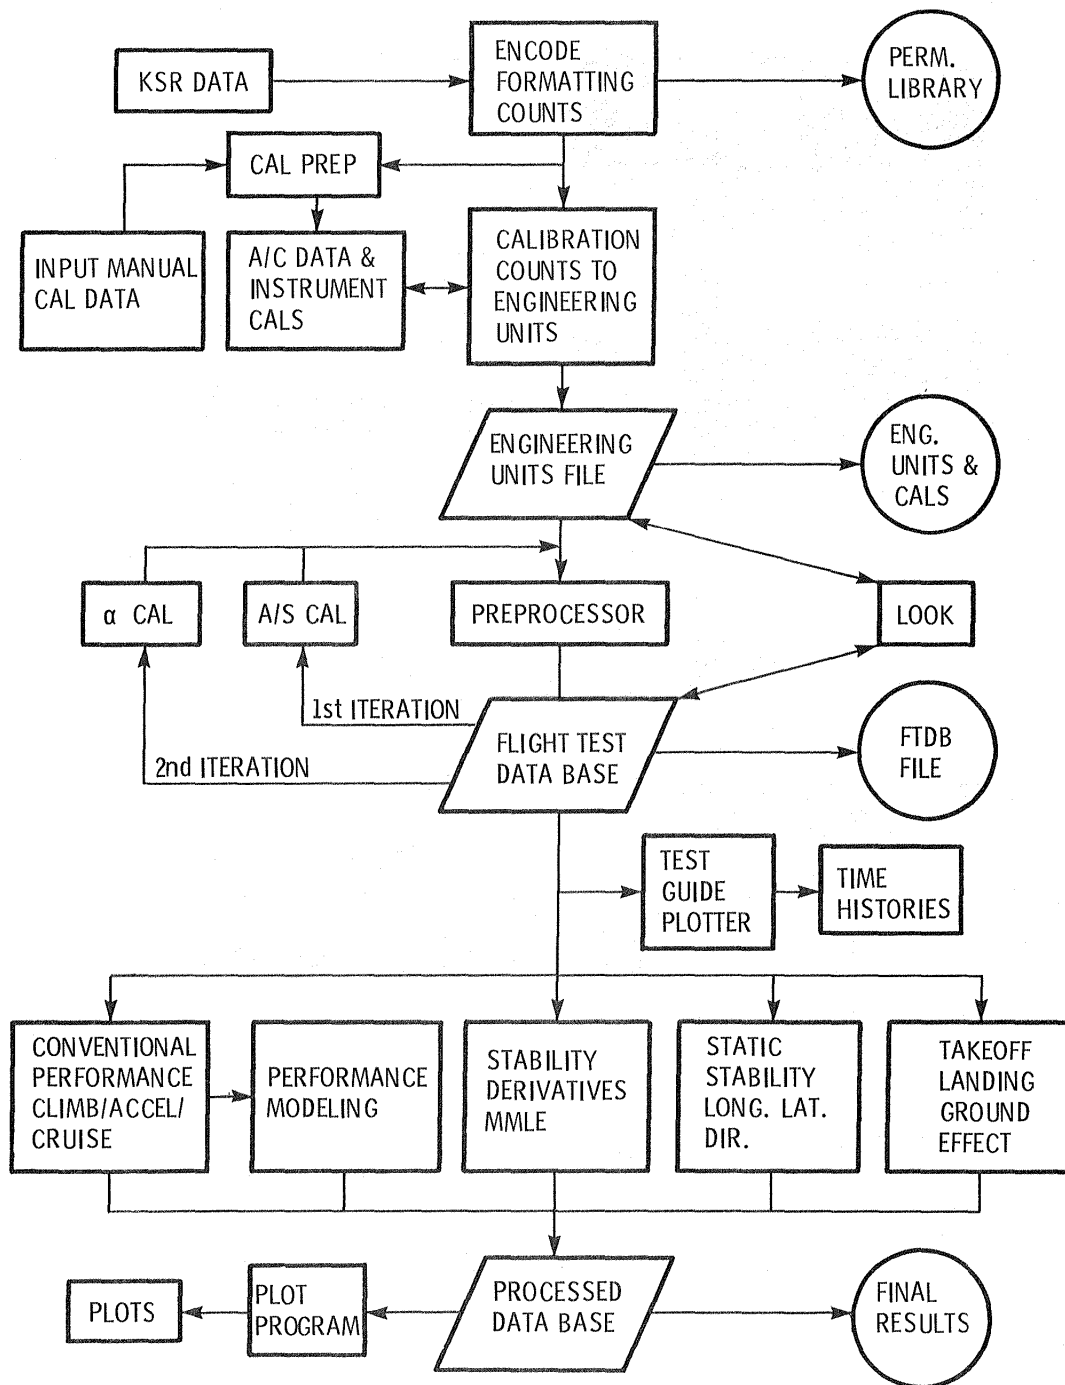 KSR DATA
ENCODE
FORMATTING
COUNTS
PERM.
LIBRARY
CAL PREP
INPUT MANUAL
CAL DATA
A/C DATA &
INSTRUMENT
CALS
CALIBRATION
COUNTS TO
ENGINEERING
UNITS
ENGINEERING
UNITS FILE
ENG.
UNITS &
CALS
α CAL
A/S CAL
PREPROCESSOR
LOOK
1st ITERATION
2nd ITERATION
FLIGHT TEST
DATA BASE
FTDB
FILE
TEST
GUIDE
PLOTTER
TIME
HISTORIES
CONVENTIONAL
PERFORMANCE
CLIMB/ACCEL/
CRUISE
PERFORMANCE
MODELING
STABILITY
DERIVATIVES
MMLE
STATIC
STABILITY
LONG. LAT.
DIR.
TAKEOFF
LANDING
GROUND
EFFECT
PLOTS
PLOT
PROGRAM
PROCESSED
DATA BASE
FINAL
RESULTS